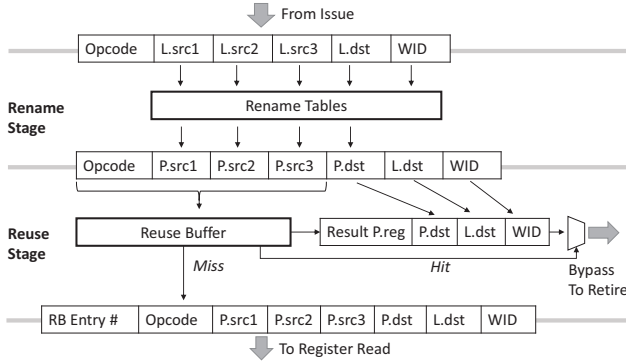 From Issue
Opcode L.src1 L.src2 L.src3 L.dst WID
Rename Stage
Rename Tables
Opcode P.src1 P.src2 P.src3 P.dst L.dst WID
Reuse Stage
Reuse Buffer
Result P.reg P.dst L.dst WID
Miss
Hit
Bypass
To Retire
RB Entry # Opcode P.src1 P.src2 P.src3 P.dst L.dst WID
To Register Read